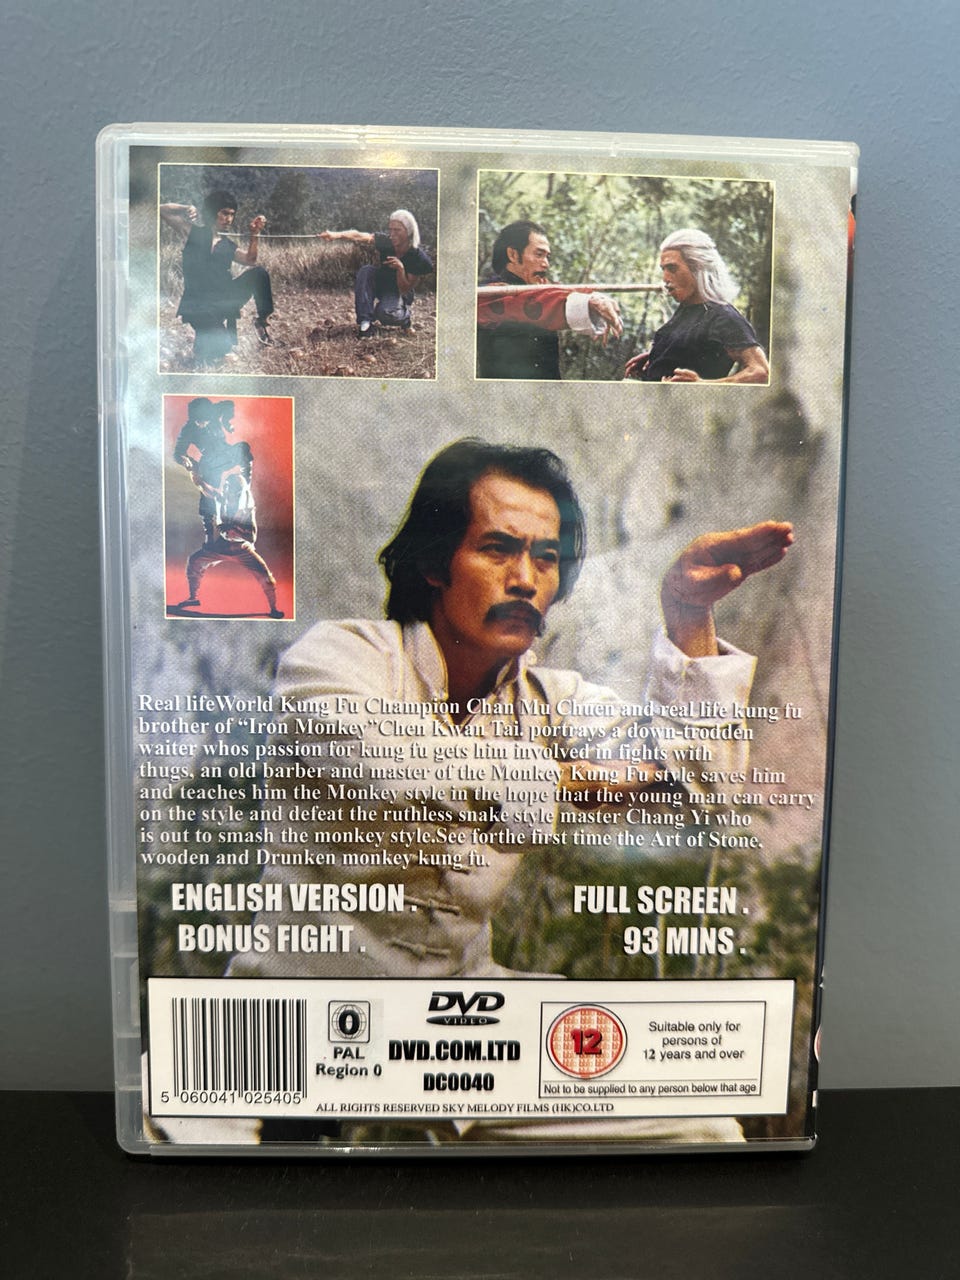 Real lifeWorld Kung Fu Champion Chan Mu Chuen and real life kung fu
brother of “Iron Monkey”Chen Kwan Tai. portrays a down-trodden
waiter whos passion for kung fu gets him involved in fights with
thugs, an old barber and master of the Monkey Kung Fu style saves him
and teaches him the Monkey style in the hope that the young man can carry
on the style and defeat the ruthless snake style master Chang Yi who
is out to smash the monkey style.See forthe first time the Art of Stone,
wooden and Drunken monkey kung fu.
ENGLISH VERSION .
FULL SCREEN .
BONUS FIGHT .
93 MINS .
5 060041 025405
0
PAL
Region 0
DVD
VIDEO
DVD.COM.LTD
DC0040
12
Suitable only for
persons of
12 years and over
Not to be supplied to any person below that age
ALL RIGHTS RESERVED SKY MELODY FILMS (HK)CO.LTD